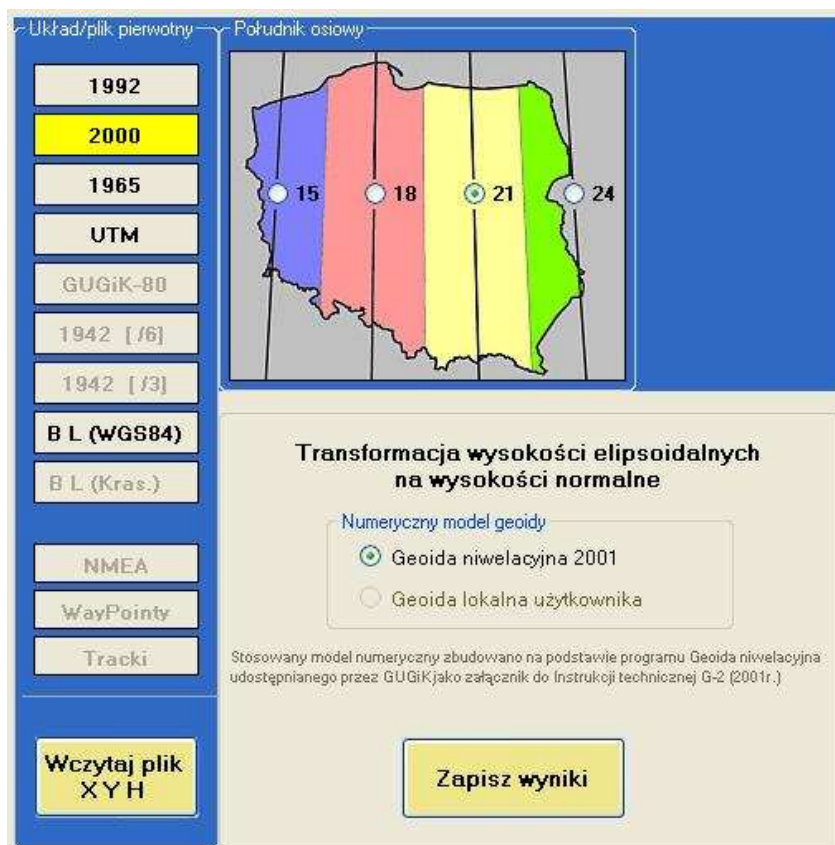 Układ/plik pierwotny
1992
2000
1965
UTM
GUGiK-80
1942 [ /6]
1942 [ /3]
B L (WGS84)
B L (Kras.)
NMEA
WayPointy
Tracki
Wczytaj plik
X Y H
Południk osiowy
15
18
21
24
Transformacja wysokości elipsoidalnych
na wysokości normalne
Numeryczny model geoidy
Geoida niwelacyjna 2001
Geoida lokalna użytkownika
Stosowany model numeryczny zbudowano na podstawie programu Geoida niwelacyjna
udostępnianego przez GUGiK jako załącznik do Instrukcji technicznej G-2 (2001r.)
Zapisz wyniki